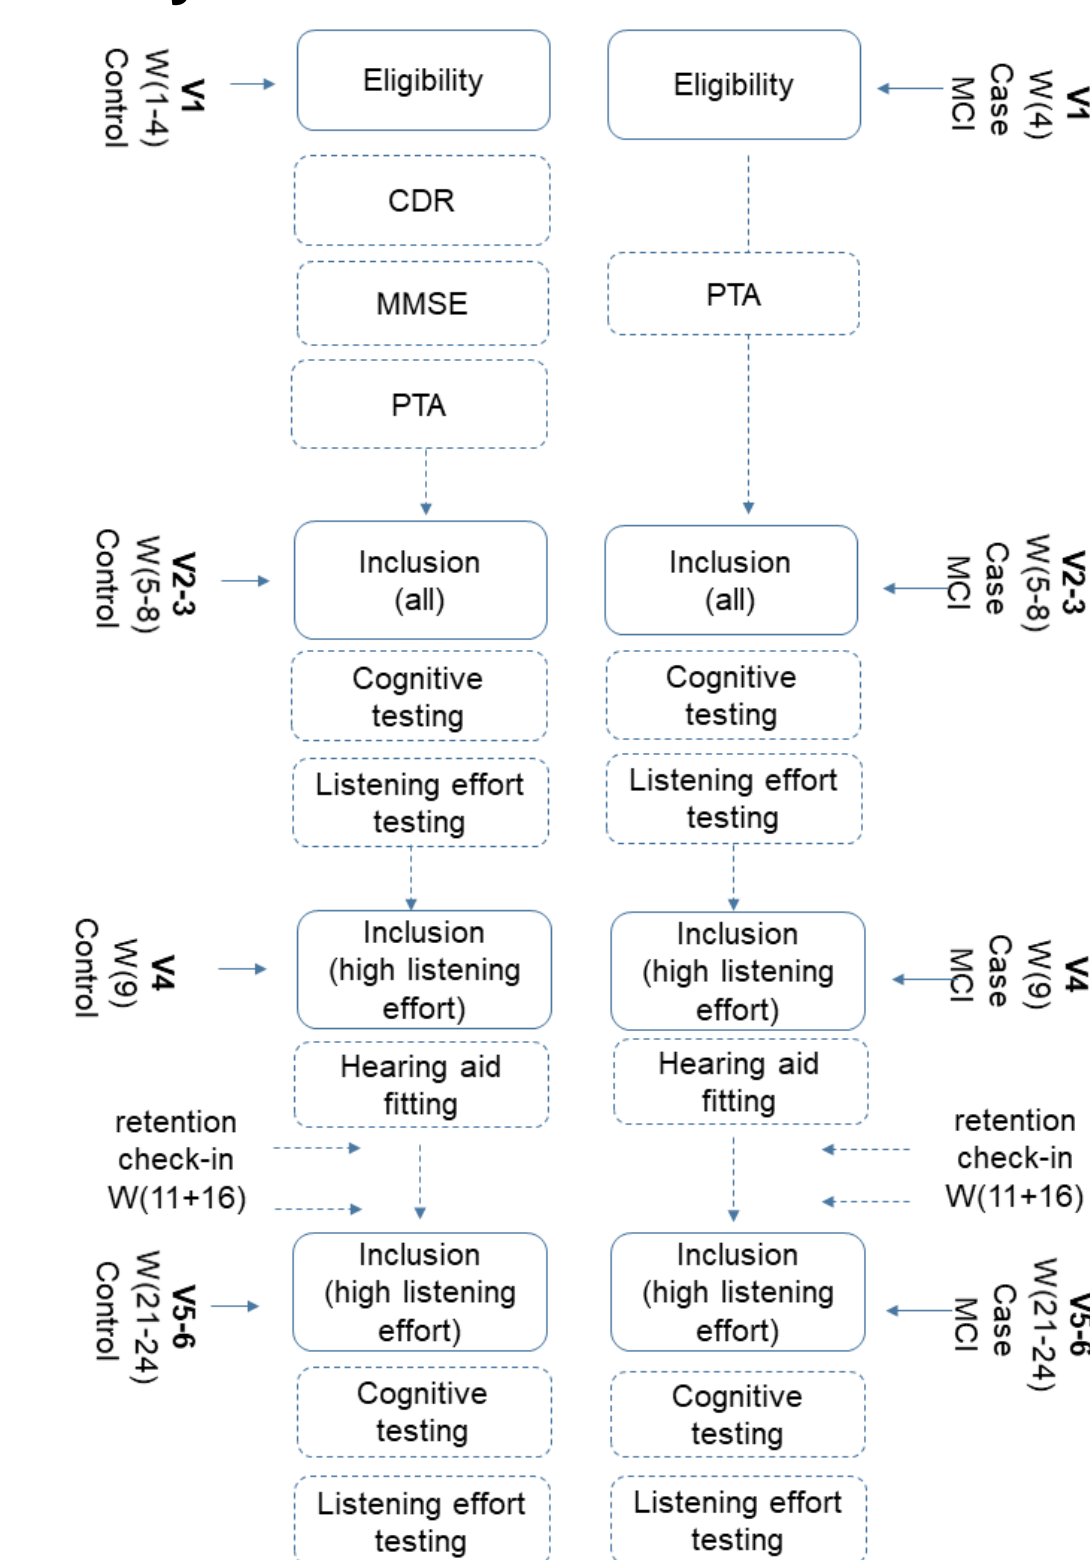 V1
W(1-4)
Control
Eligibility
Eligibility
V1
W(4)
Case
MCI
CDR
MMSE
PTA
PTA
V2-3
W(5-8)
Control
Inclusion
(all)
Inclusion
(all)
V2-3
W(5-8)
Case
MCI
Cognitive
testing
Cognitive
testing
Listening effort
testing
Listening effort
testing
V4
W(9)
Control
Inclusion
(high listening
effort)
Inclusion
(high listening
effort)
V4
W(9)
Case
MCI
Hearing aid
fitting
Hearing aid
fitting
retention
check-in
W(11+16)
retention
check-in
W(11+16)
V5-6
W(21-24)
Control
Inclusion
(high listening
effort)
Inclusion
(high listening
effort)
V5-6
W(21-24)
Case
MCI
Cognitive
testing
Cognitive
testing
Listening effort
testing
Listening effort
testing